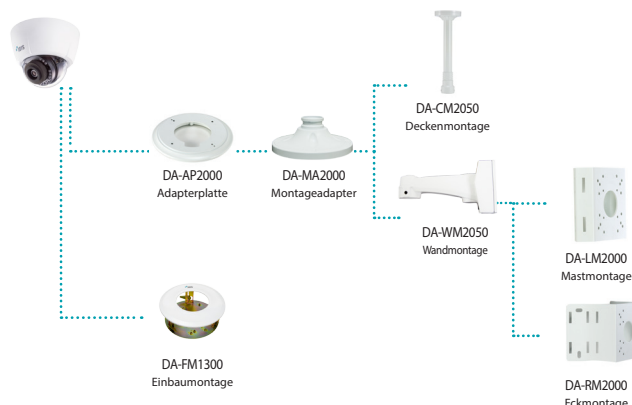 DA-CM2050
Deckenmontage
DA-AP2000
Adapterplatte
DA-MA2000
Montageadapter
DA-WM2050
Wandmontage
DA-LM2000
Mastmontage
DA-FM1300
Einbaumontage
DA-RM2000
Eckmontage